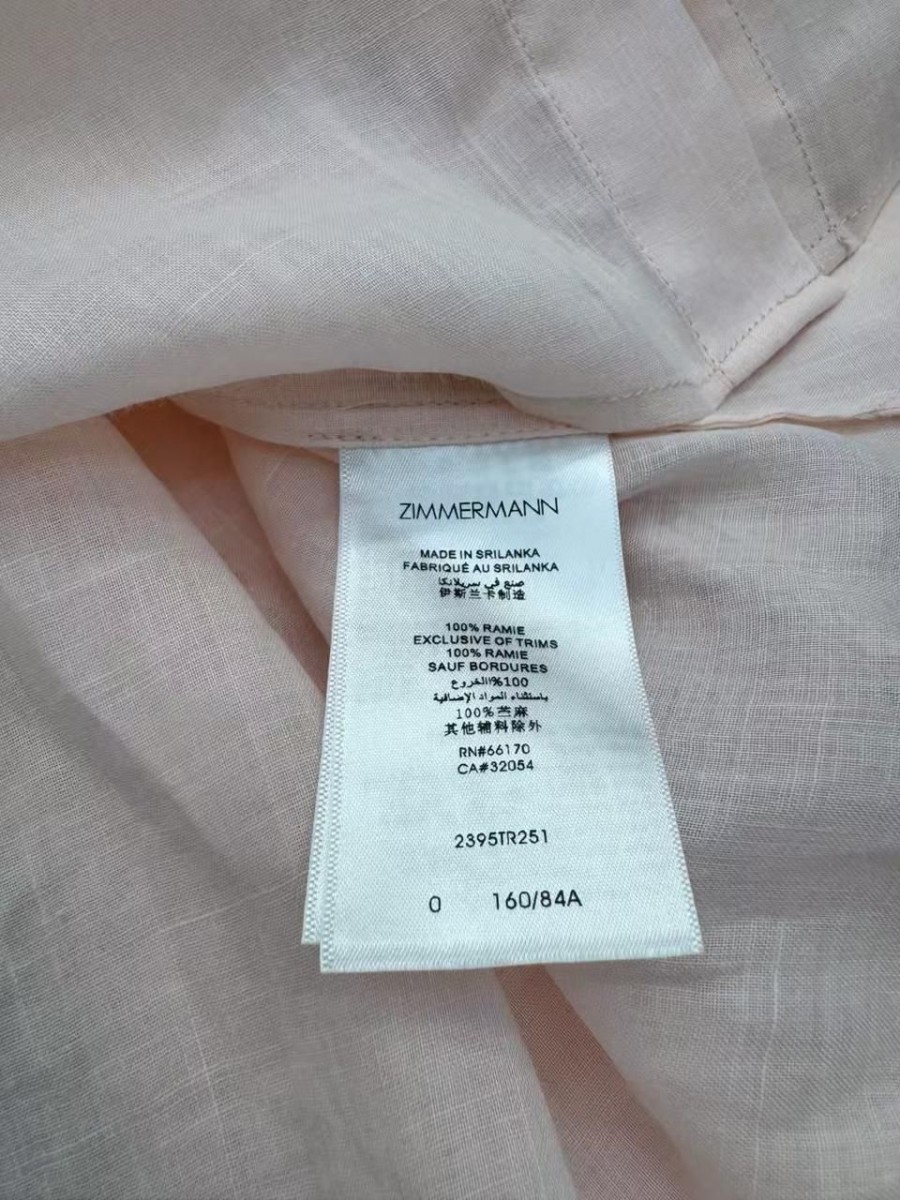 ZIMMERMANN
MADE IN SRILANKA
FABRIQUÉ AU SRILANKA
صنع في سريلانكا
伊斯兰卡制造
100% RAMIE
EXCLUSIVE OF TRIMS
100% RAMIE
SAUF BORDURES
100%الخروع
باستثناء المواد الإضافية
100%苎麻
其他辅料除外
RN#66170
CA#32054
2395TR251
0 160/84A